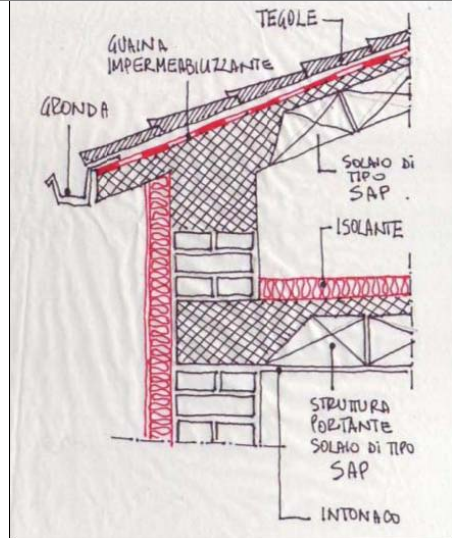 TEGOLE
GUAINA
IMPERMEABILIZZANTE
GRONDA
SOLAIO DI
TIPO
SAP.
ISOLANTE
STRUTTURA
PORTANTE
SOLAIO DI TIPO
SAP
INTONACO